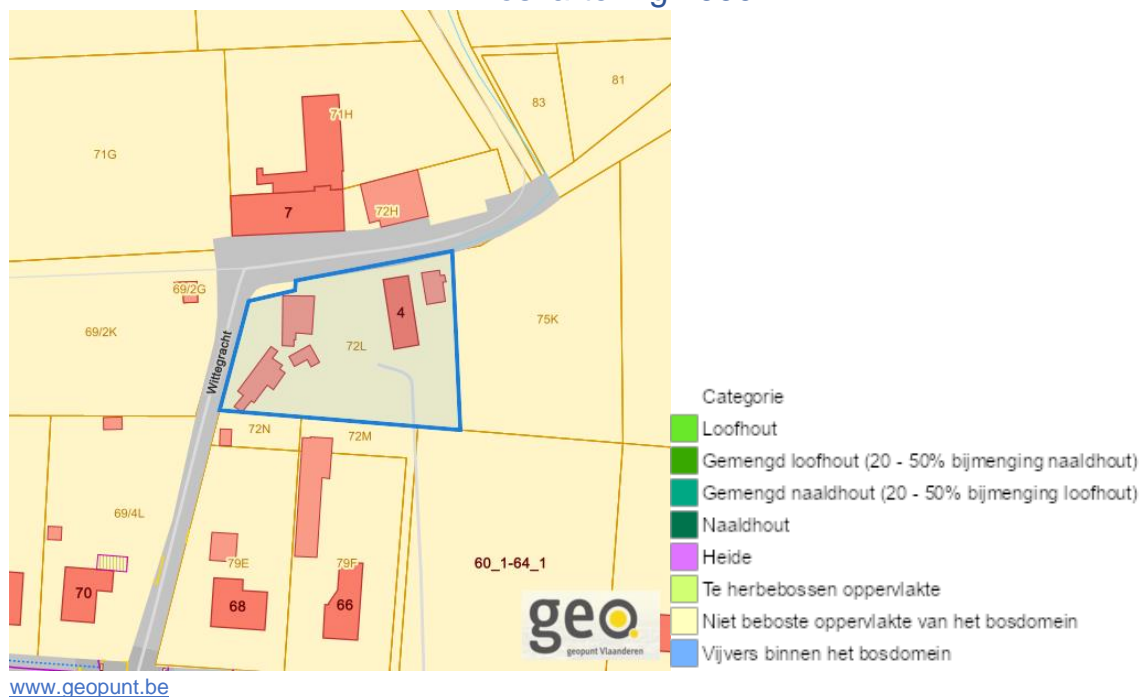 71H
81
83
71G
7
72H
69/2G
4
75K
69/2K
Wittegracht
72L
Categorie
Loofhout
72N
72M
Gemengd loofhout (20 - 50% bijmenging naaldhout)
Gemengd naaldhout (20 - 50% bijmenging loofhout)
69/4L
Naaldhout
79E
79F
60_1-64_1
Heide
70
68
66
Te herbebossen oppervlakte
geo
geopunt Vlaanderen
Niet beboste oppervlakte van het bosdomein
Vijvers binnen het bosdomein
www.geopunt.be